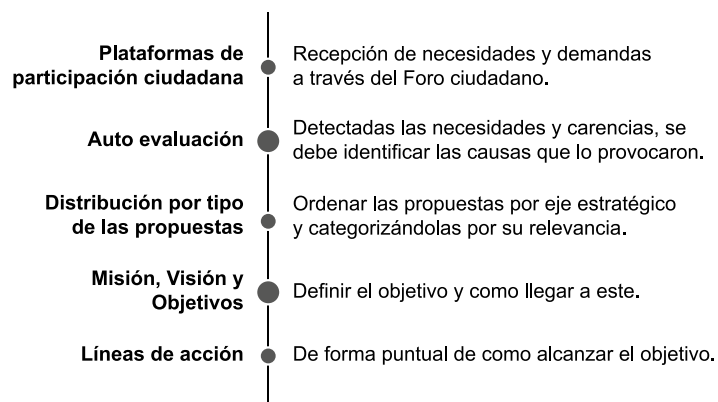 Plataformas de
participación ciudadana
Recepción de necesidades y demandas
a través del Foro ciudadano.
Auto evaluación
Detectadas las necesidades y carencias, se
debe identificar las causas que lo provocaron.
Distribución por tipo
de las propuestas
Ordenar las propuestas por eje estratégico
y categorizándolas por su relevancia.
Misión, Visión y
Objetivos
Definir el objetivo y como llegar a este.
Líneas de acción
De forma puntual de como alcanzar el objetivo.